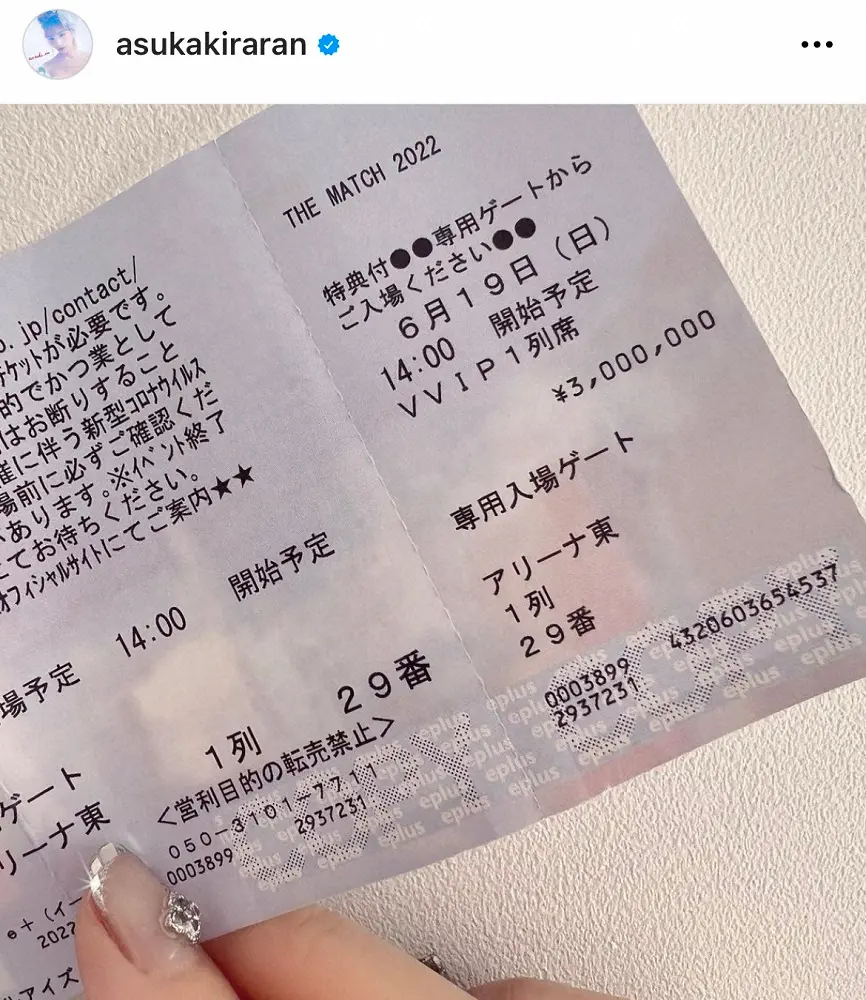 asukakiraran
THE MATCH 2022
特典付●●専用ゲートから
ご入場ください●●
6月19日（日）
14:00 開始予定
ＶＶＩＰ１列席
¥3,000,000
専用入場ゲート
アリーナ東
1列
29番
0003899
2937231
4320603654537
. jp/contact/
チケットが必要です。
的でかつ業として
はお断りすること
催に伴う新型コロナウイルス
場前に必ずご確認くだ
あります。※イベント終了
てお待ちください。
オフィシャルサイトにてご案内★★
14:00 開始予定
場予定
1列 29番
ゲート
リーナ東
＜営利目的の転売禁止＞
050-3101-7711
0003899 2937231
e+（イー
2022
アイズ
COPY
COPY
eplus